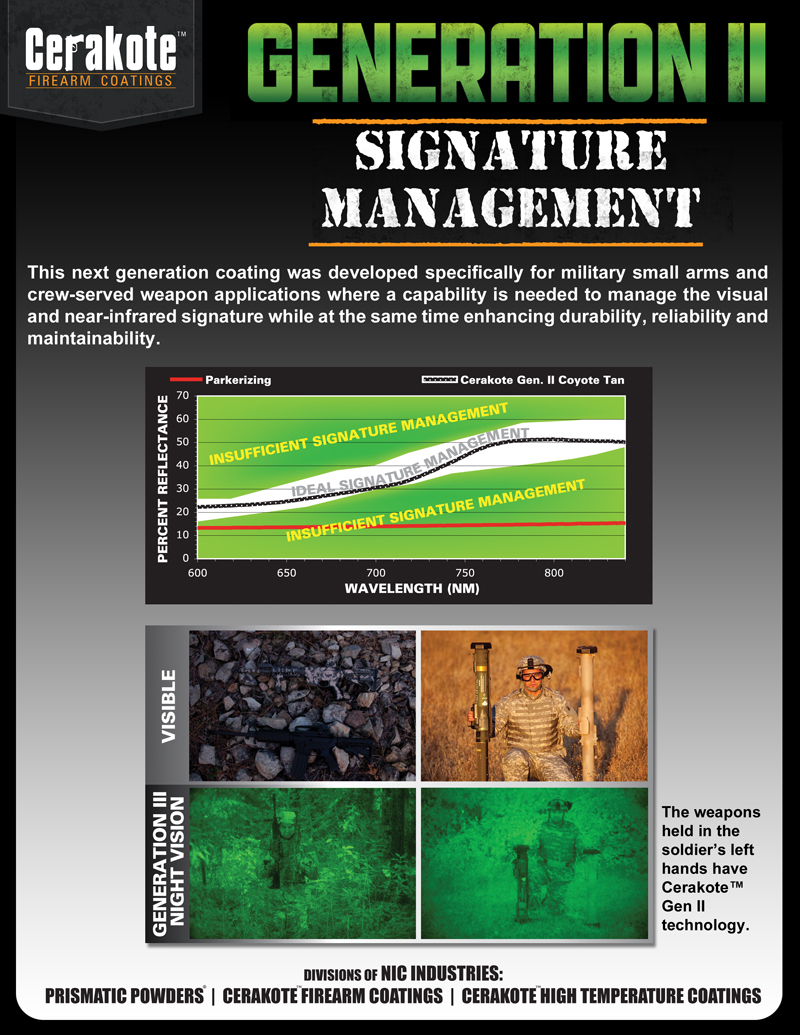 Cerakote™
FIREARM COATINGS
GENERATION II
SIGNATURE
MANAGEMENT
This next generation coating was developed specifically for military small arms and
crew-served weapon applications where a capability is needed to manage the visual
and near-infrared signature while at the same time enhancing durability, reliability and
maintainability.
Parkerizing
Cerakote Gen. II Coyote Tan
PERCENT REFLECTANCE
70
60
50
40
30
20
10
0
INSUFFICIENT SIGNATURE MANAGEMENT
IDEAL SIGNATURE MANAGEMENT
INSUFFICIENT SIGNATURE MANAGEMENT
600 650 700 750 800
WAVELENGTH (NM)
VISIBLE
GENERATION III
NIGHT VISION
The weapons
held in the
soldier's left
hands have
Cerakote™
Gen II
technology.
DIVISIONS OF NIC INDUSTRIES:
PRISMATIC POWDERS® | CERAKOTE™ FIREARM COATINGS | CERAKOTE™ HIGH TEMPERATURE COATINGS